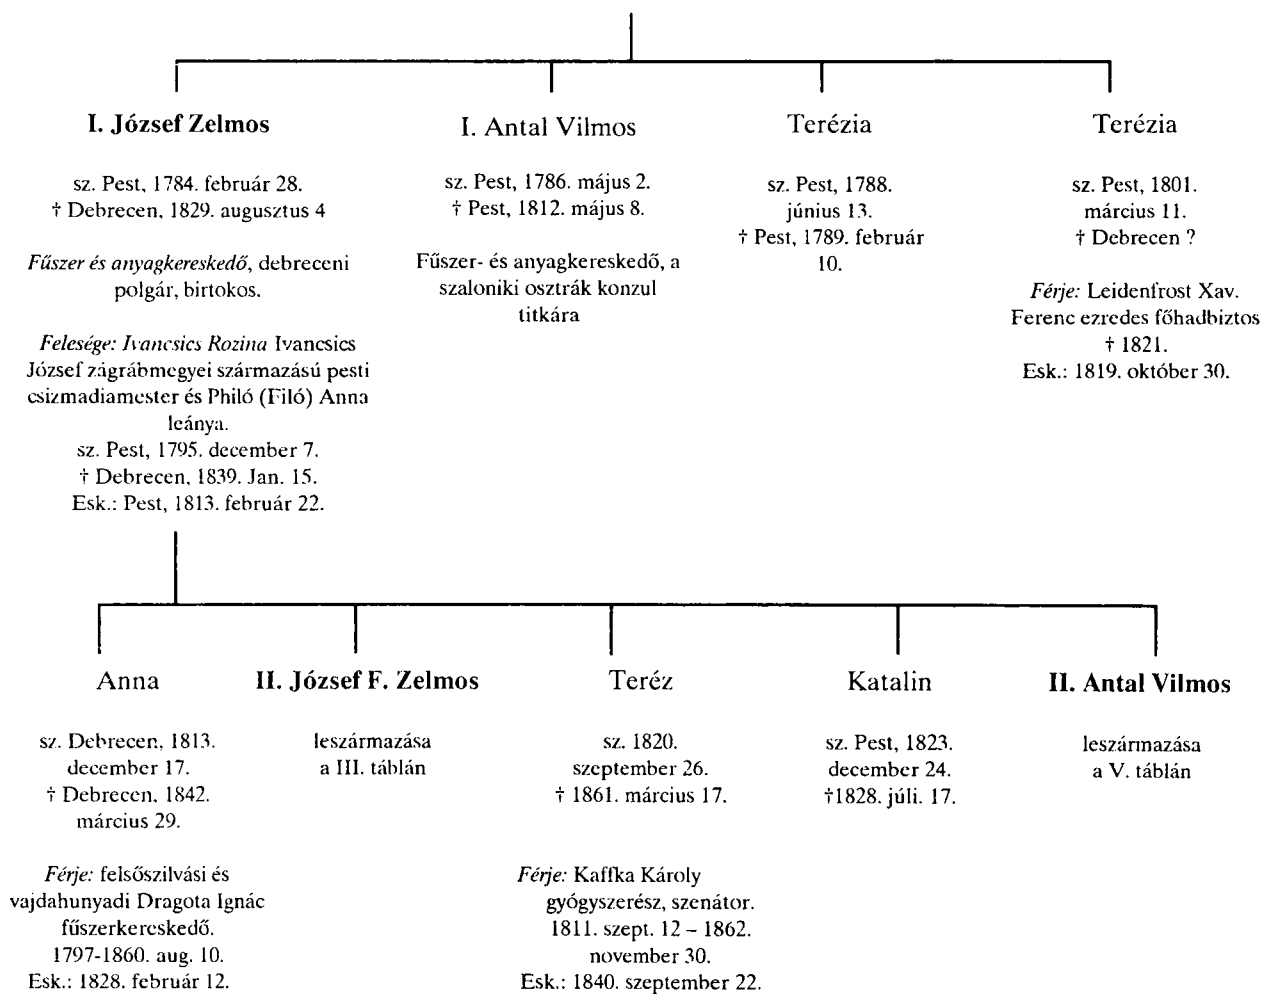 I. József Zelmos
sz. Pest, 1784. február 28.
† Debrecen, 1829. augusztus 4
Fűszer és anyagkereskedő, debreceni
polgár, birtokos.
Felesége: Ivancsics Rozina Ivancsics
József zágrábmegyei származású pesti
csizmadiamester és Philó (Filó) Anna
leánya.
sz. Pest, 1795. december 7.
† Debrecen, 1839. Jan. 15.
Esk.: Pest, 1813. február 22.
I. Antal Vilmos
sz. Pest, 1786. május 2.
† Pest, 1812. május 8.
Fűszer- és anyagkereskedő, a
szaloniki osztrák konzul
titkára
Terézia
sz. Pest, 1788.
június 13.
† Pest, 1789. február
10.
Terézia
sz. Pest, 1801.
március 11.
† Debrecen ?
Férje: Leidenfrost Xav.
Ferenc ezredes főhadbiztos
† 1821.
Esk.: 1819. október 30.
Anna
sz. Debrecen, 1813.
december 17.
† Debrecen, 1842.
március 29.
Férje: felsőszilvási és
vajdahunyadi Dragota Ignác
fűszerkereskedő.
1797-1860. aug. 10.
Esk.: 1828. február 12.
II. József F. Zelmos
leszármazása
a III. táblán
Teréz
sz. 1820.
szeptember 26.
† 1861. március 17.
Férje: Kaffka Károly
gyógyszerész, szenátor.
1811. szept. 12 – 1862.
november 30.
Esk.: 1840. szeptember 22.
Katalin
sz. Pest, 1823.
december 24.
†1828. júli. 17.
II. Antal Vilmos
leszármazása
a V. táblán